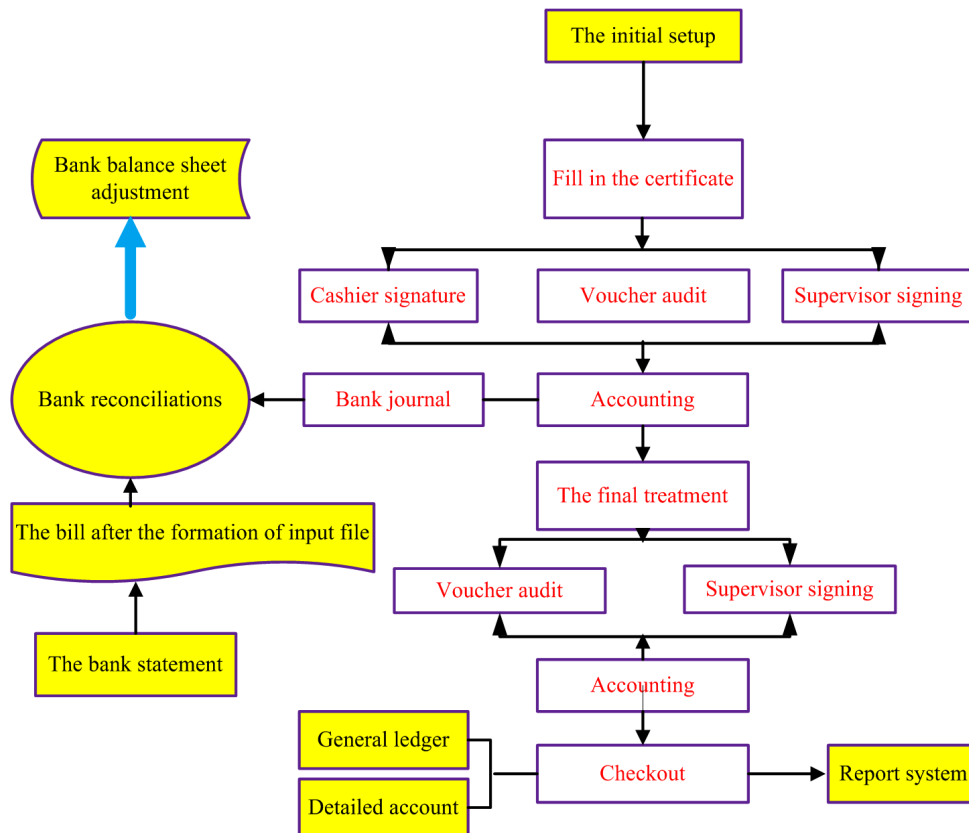 The initial setup
Bank balance sheet
adjustment
Fill in the certificate
Cashier signature
Voucher audit
Supervisor signing
Bank reconciliations
Bank journal
Accounting
The final treatment
The bill after the formation of input file
Voucher audit
Supervisor signing
The bank statement
Accounting
General ledger
Checkout
Report system
Detailed account